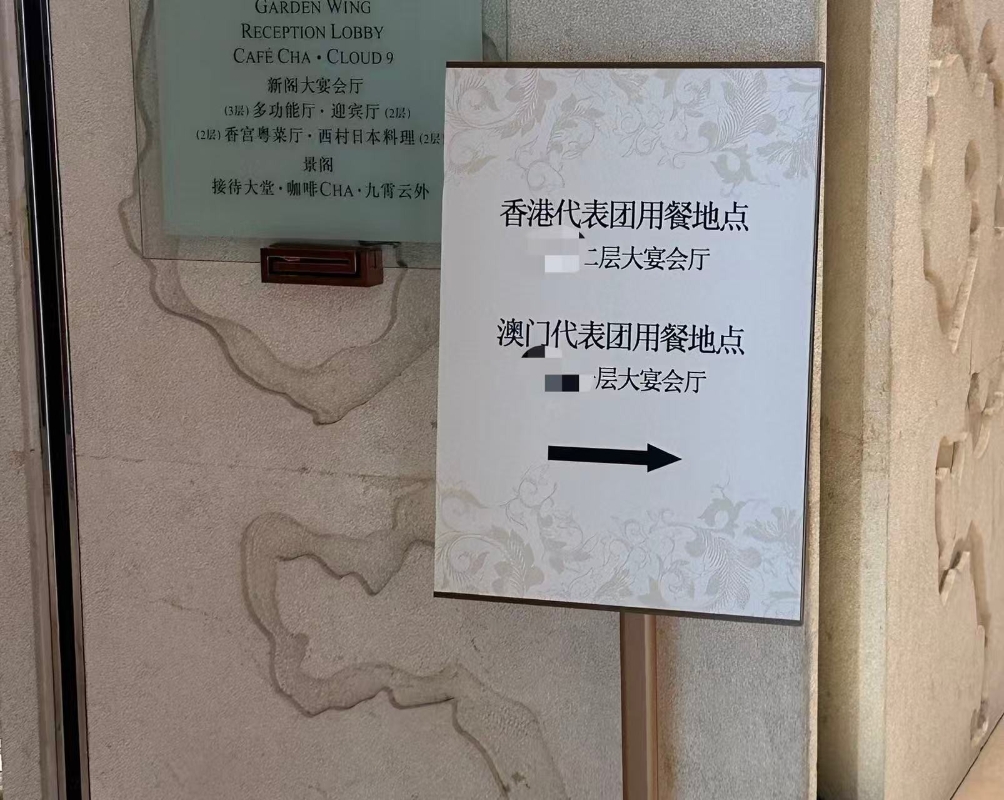 GARDEN WING
RECEPTION LOBBY
CAFÉ CHA • CLOUD 9
新阁大宴会厅
(3层) 多功能厅・迎宾厅 (2层)
(2层) 香宫粤菜厅・西村日本料理 (2层
景阁
接待大堂・咖啡CHA・九霄云外
香港代表团用餐地点
二层大宴会厅
澳门代表团用餐地点
层大宴会厅